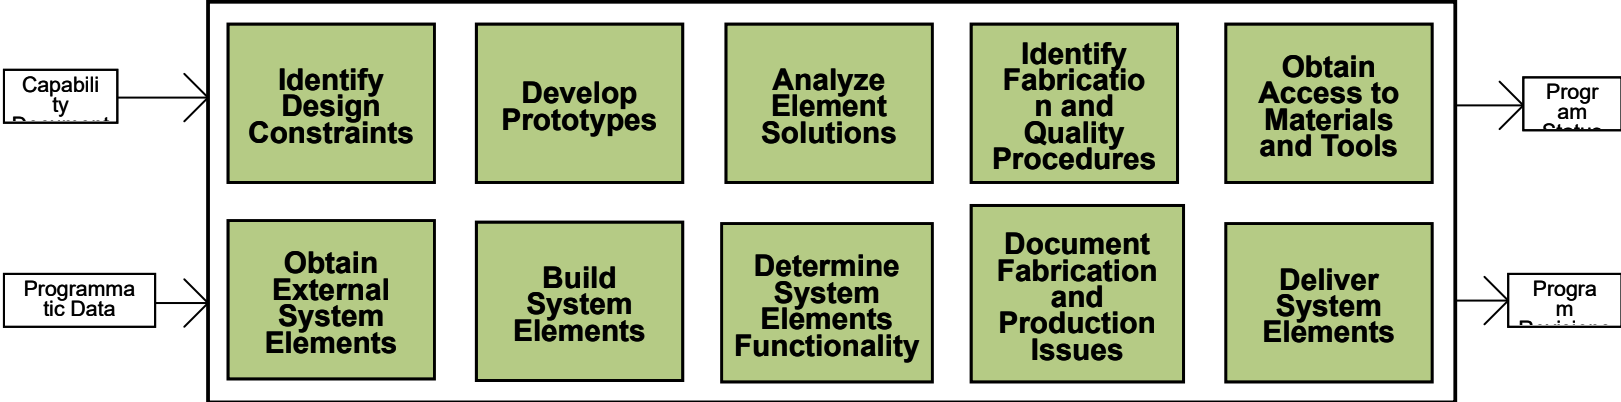 Capabili
ty
Identify
Design
Constraints
Develop
Prototypes
Analyze
Element
Solutions
Identify
Fabricatio
n and
Quality
Procedures
Obtain
Access to
Materials
and Tools
Progr
am
Programma
tic Data
Obtain
External
System
Elements
Build
System
Elements
Determine
System
Elements
Functionality
Document
Fabrication
and
Production
Issues
Deliver
System
Elements
Progra
m